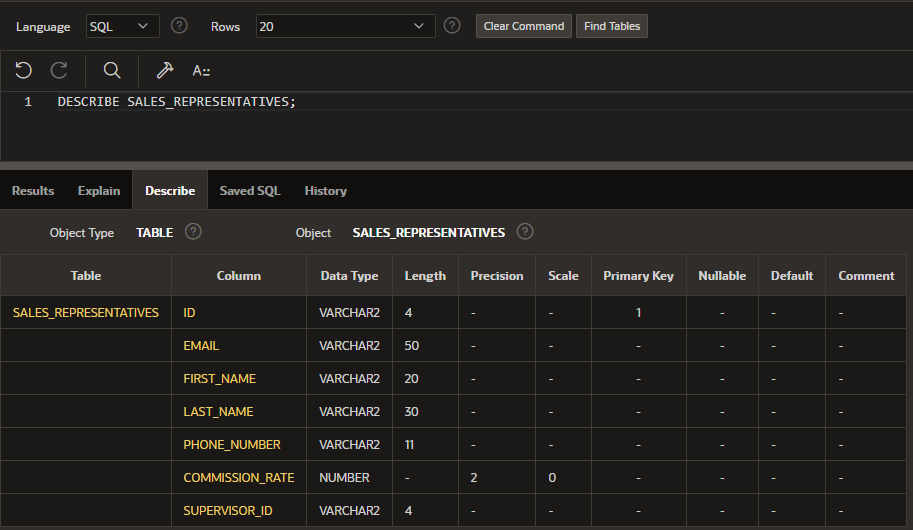 Language SQL Rows 20 Clear Command Find Tables
A::
1 DESCRIBE SALES_REPRESENTATIVES;
Results Explain Describe Saved SQL History
Object Type TABLE Object SALES_REPRESENTATIVES
Table Column Data Type Length Precision Scale Primary Key Nullable Default Comment
SALES_REPRESENTATIVES ID VARCHAR2 4 - - 1 - - -
EMAIL VARCHAR2 50 - - - - - -
FIRST_NAME VARCHAR2 20 - - - - - -
LAST_NAME VARCHAR2 30 - - - - - -
PHONE_NUMBER VARCHAR2 11 - - - - - -
COMMISSION_RATE NUMBER - 2 0 - - - -
SUPERVISOR_ID VARCHAR2 4 - - - - - -